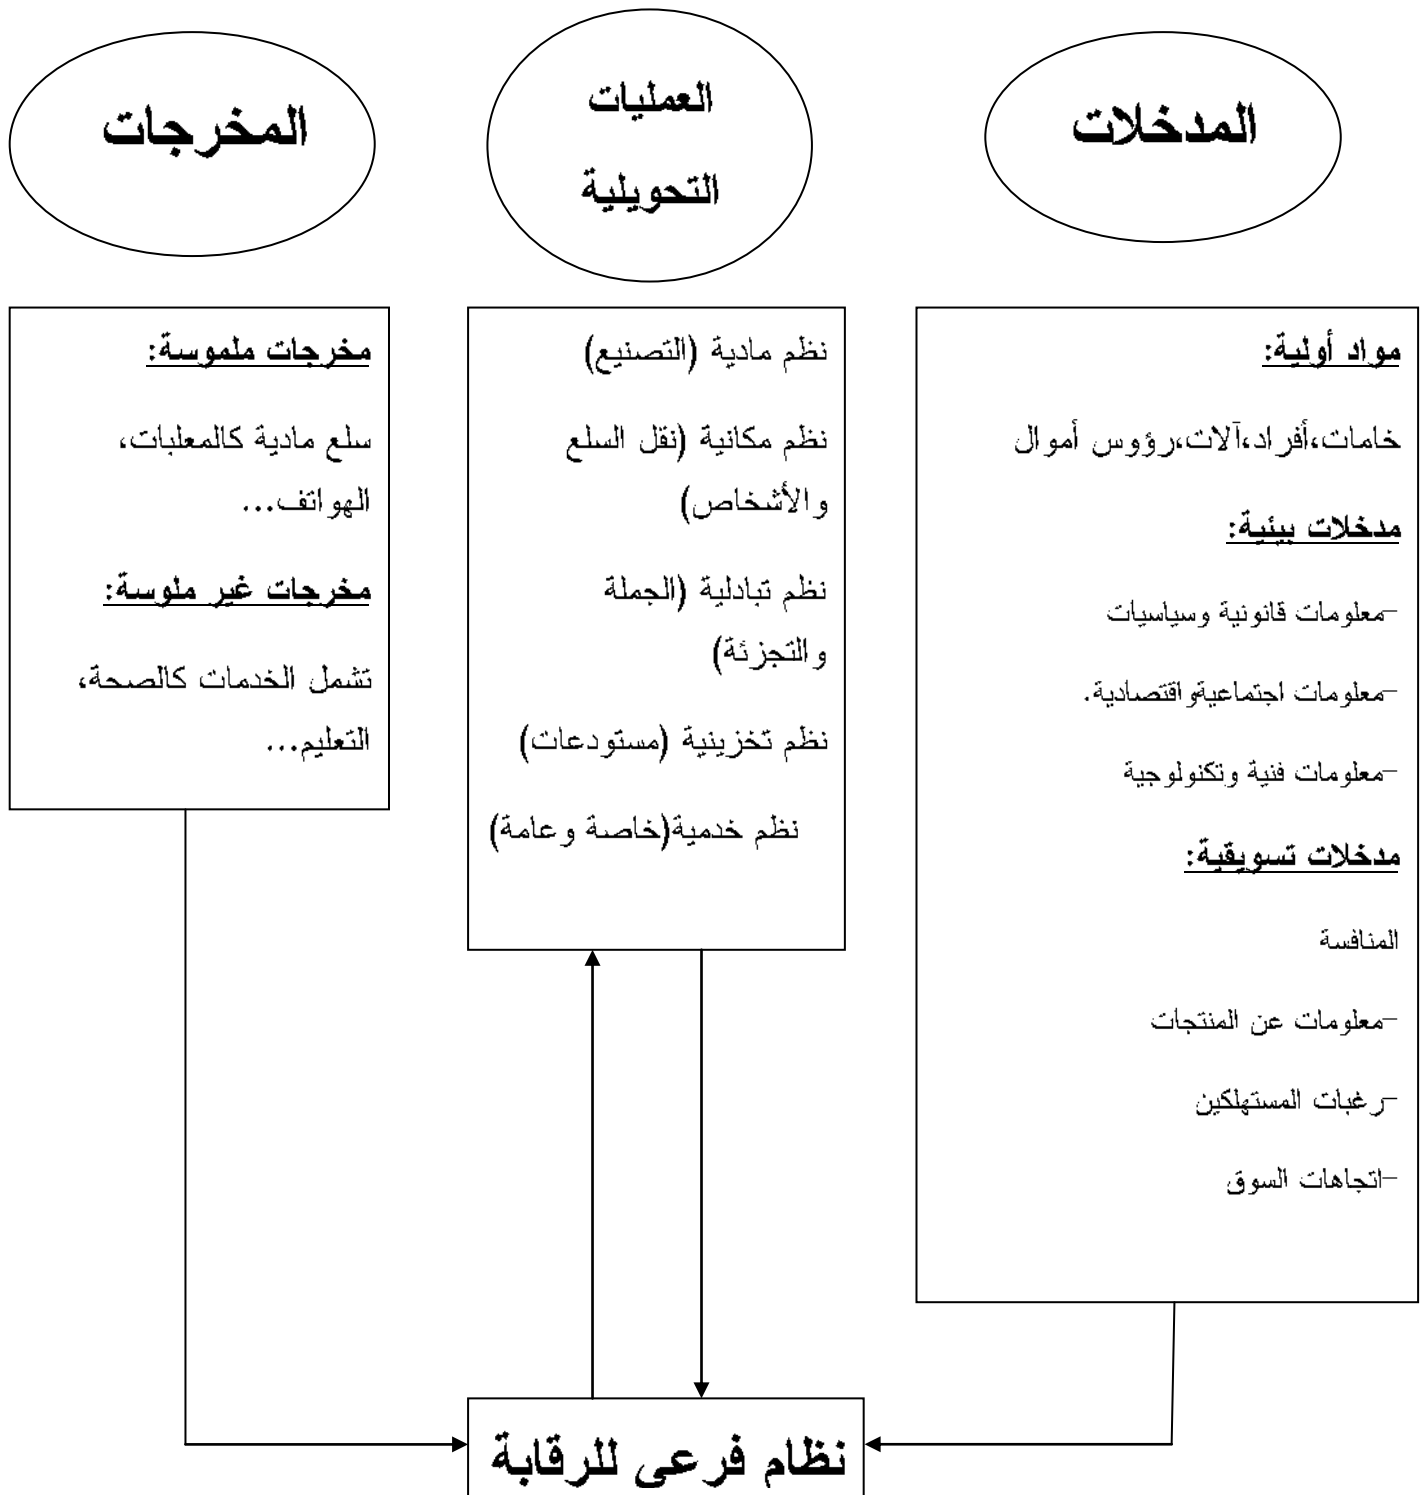 المدخلات
العمليات
التحويلية
المخرجات
مواد أولية:
خامات،أفراد،آلات،رؤوس أموال
مدخلات بيئية:
-معلومات قانونية وسياسيات
-معلومات اجتماعيةواقتصادية.
-معلومات فنية وتكنولوجية
مدخلات تسويقية:
المنافسة
-معلومات عن المنتجات
-رغبات المستهلكين
-اتجاهات السوق
نظم مادية (التصنيع)
نظم مكانية (نقل السلع
والأشخاص)
نظم تبادلية (الجملة
والتجزئة)
نظم تخزينية (مستودعات)
نظم خدمية(خاصة وعامة)
مخرجات ملموسة:
سلع مادية كالمعلبات،
الهواتف...
مخرجات غير ملوسة:
تشمل الخدمات كالصحة،
التعليم...
نظام فرعي للرقابة